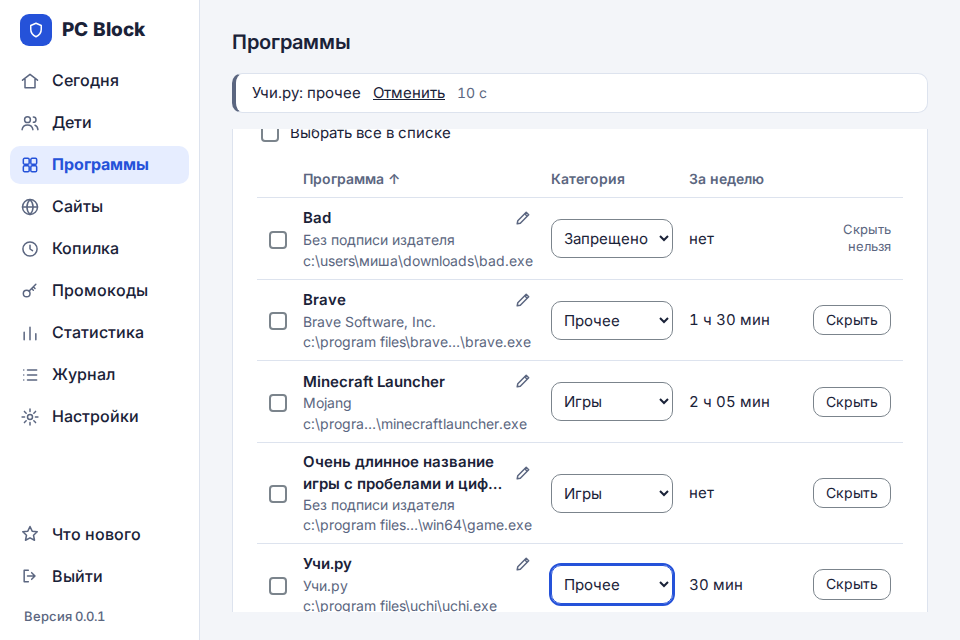 PC Block
Сегодня
Дети
Программы
Сайты
Копилка
Промокоды
Статистика
Журнал
Настройки
Что нового
Выйти
Версия 0.0.1
Программы
Учи.ру: прочее Отменить 10 с
Выбрать все в списке
Программа ↑ Категория За неделю
Bad
Без подписи издателя
c:\users\миша\downloads\bad.exe
Запрещено
нет
Скрыть
нельзя
Brave
Brave Software, Inc.
c:\program files\brave...\brave.exe
Прочее
1 ч 30 мин
Скрыть
Minecraft Launcher
Mojang
c:\progra...\minecraftlauncher.exe
Игры
2 ч 05 мин
Скрыть
Очень длинное название
игры с пробелами и циф...
Без подписи издателя
c:\program files...\win64\game.exe
Игры
нет
Скрыть
Учи.ру
Учи.ру
c:\program files\uchi\uchi.exe
Прочее
30 мин
Скрыть